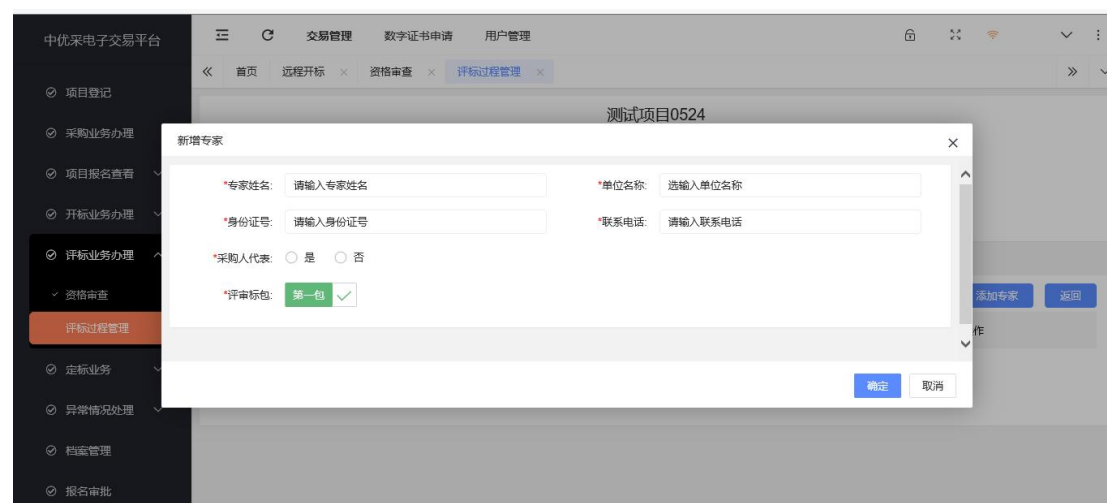 中优采电子交易平台
交易管理 数字证书申请 用户管理
首页 远程开标 资格审查 评标过程管理
项目登记
测试项目0524
采购业务办理
新增专家
项目报名查看
*专家姓名: 请输入专家姓名 *单位名称: 选输入单位名称
开标业务办理
*身份证号: 请输入身份证号 *联系电话: 请输入联系电话
评标业务办理
*采购人代表: 是 否
资格审查
*评审标包: 第一包
添加专家 返回
评标过程管理
作
定标业务
确定 取消
异常情况处理
档案管理
报名审批